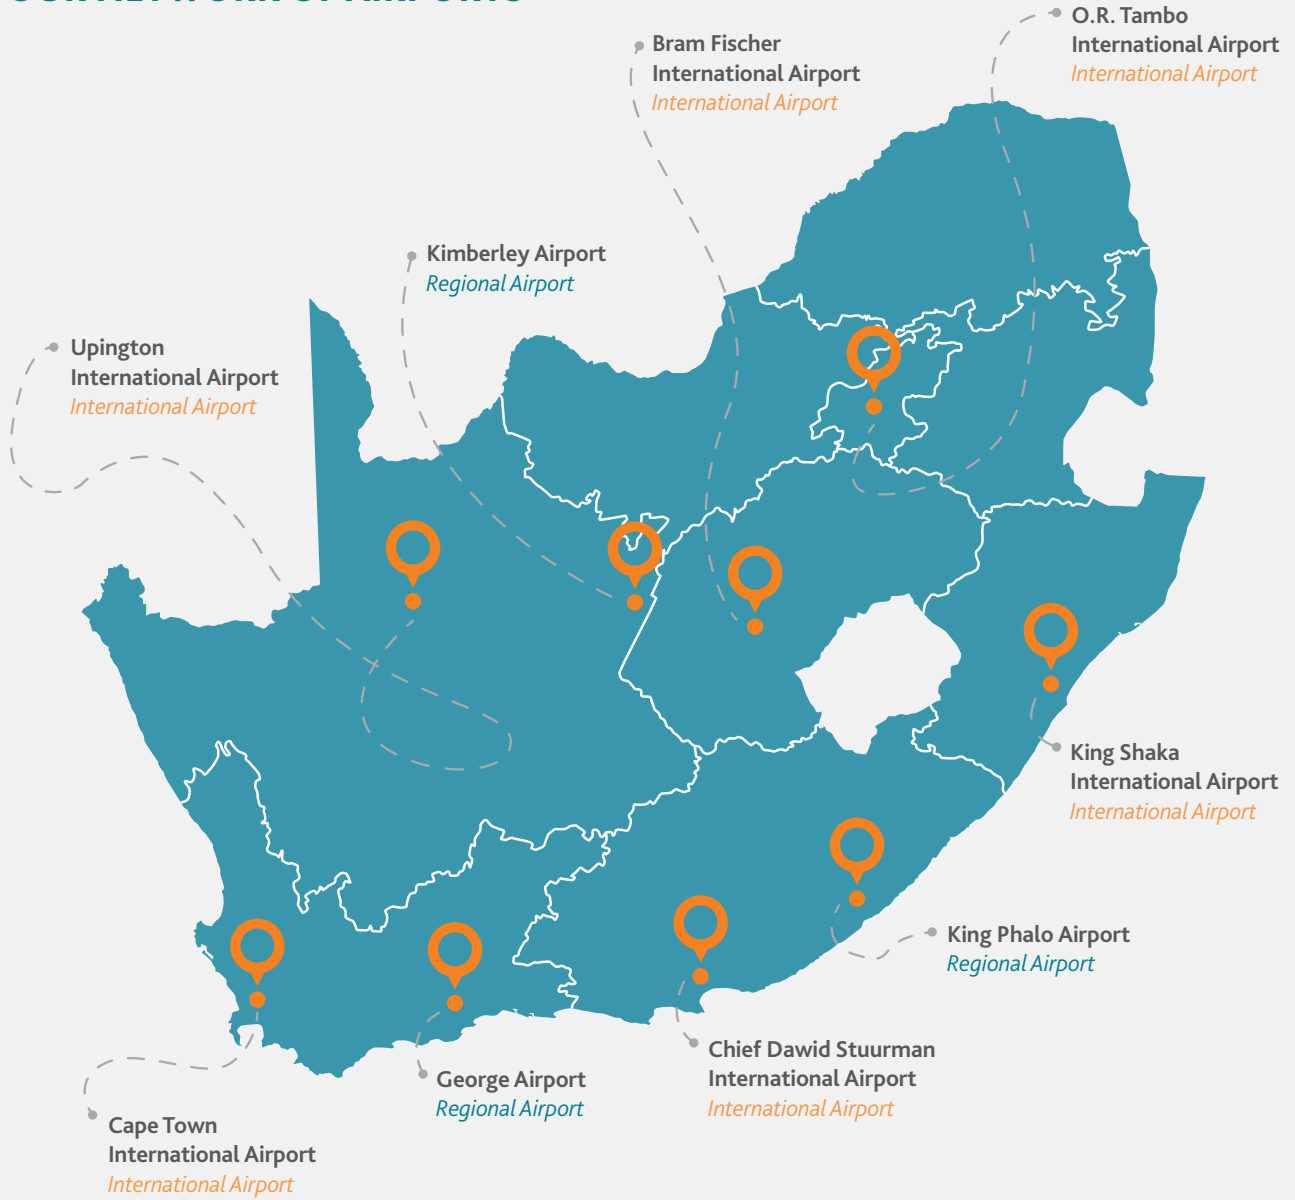 O.R. Tambo
International Airport
International Airport
Bram Fischer
International Airport
International Airport
Kimberley Airport
Regional Airport
Upington
International Airport
International Airport
King Shaka
International Airport
International Airport
King Phalo Airport
Regional Airport
Chief Dawid Stuurman
International Airport
International Airport
George Airport
Regional Airport
Cape Town
International Airport
International Airport